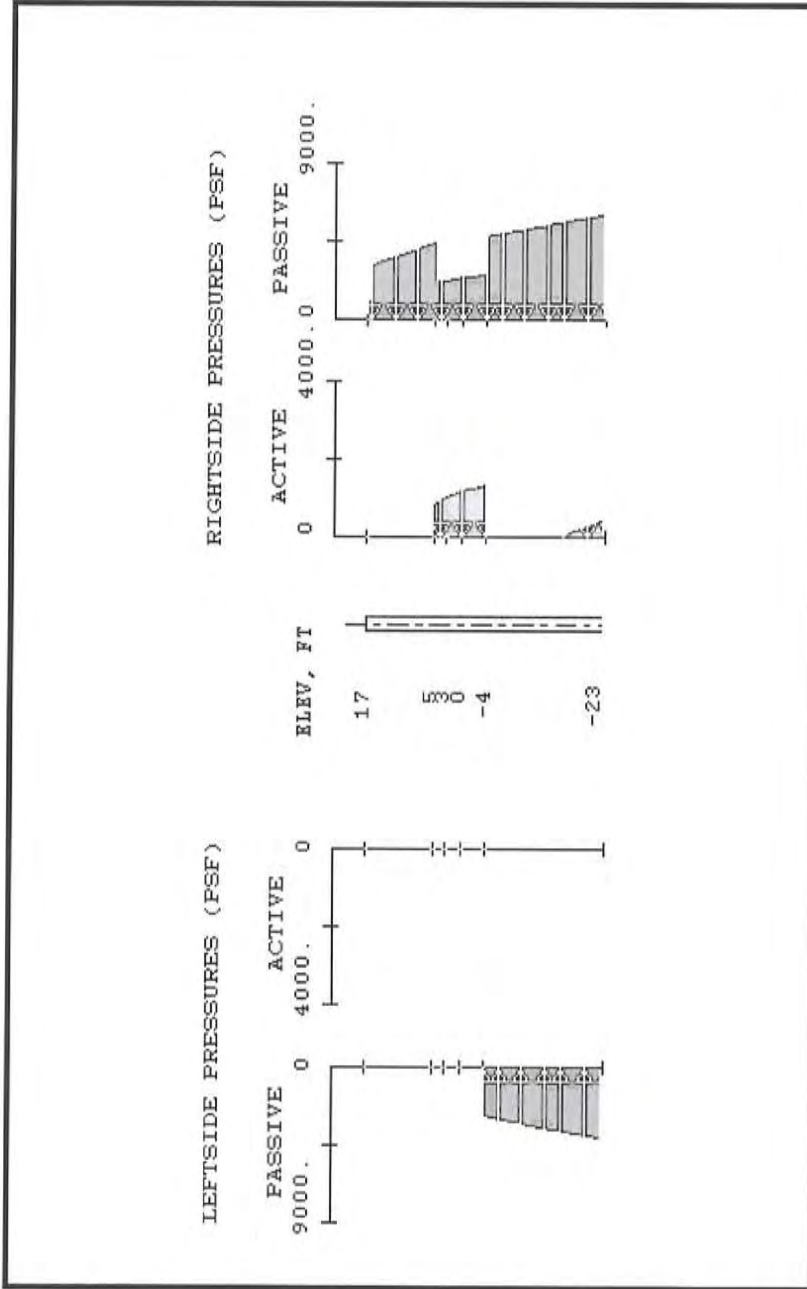 LEFTSIDE PRESSURES (PSF)
RIGHTSIDE PRESSURES (PSF)
PASSIVE
ACTIVE
ELEV, FT
ACTIVE
PASSIVE
9000.
0
4000.
0
0
4000.
0
9000.
17
5
3
0
-4
-23